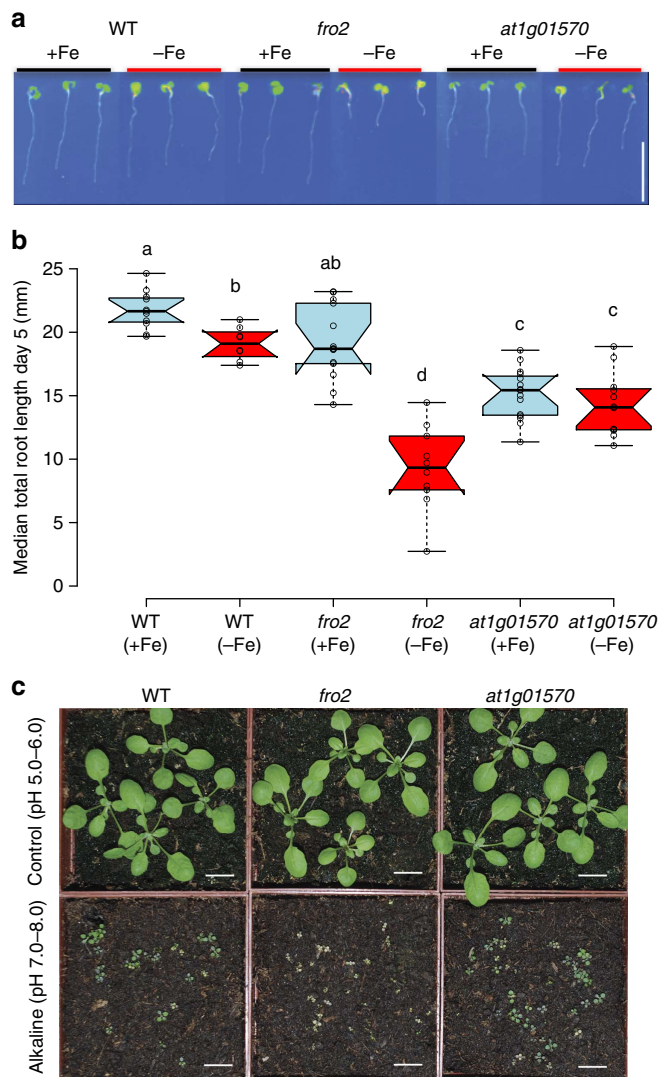 a
WT fro2 at1g01570
+Fe –Fe +Fe –Fe +Fe –Fe
b
Median total root length day 5 (mm)
25
20
15
10
5
0
a
b
ab
d
c
c
WT (+Fe)
WT (–Fe)
fro2 (+Fe)
fro2 (–Fe)
at1g01570 (+Fe)
at1g01570 (–Fe)
c
WT fro2 at1g01570
Control (pH 5.0–6.0)
Alkaline (pH 7.0–8.0)